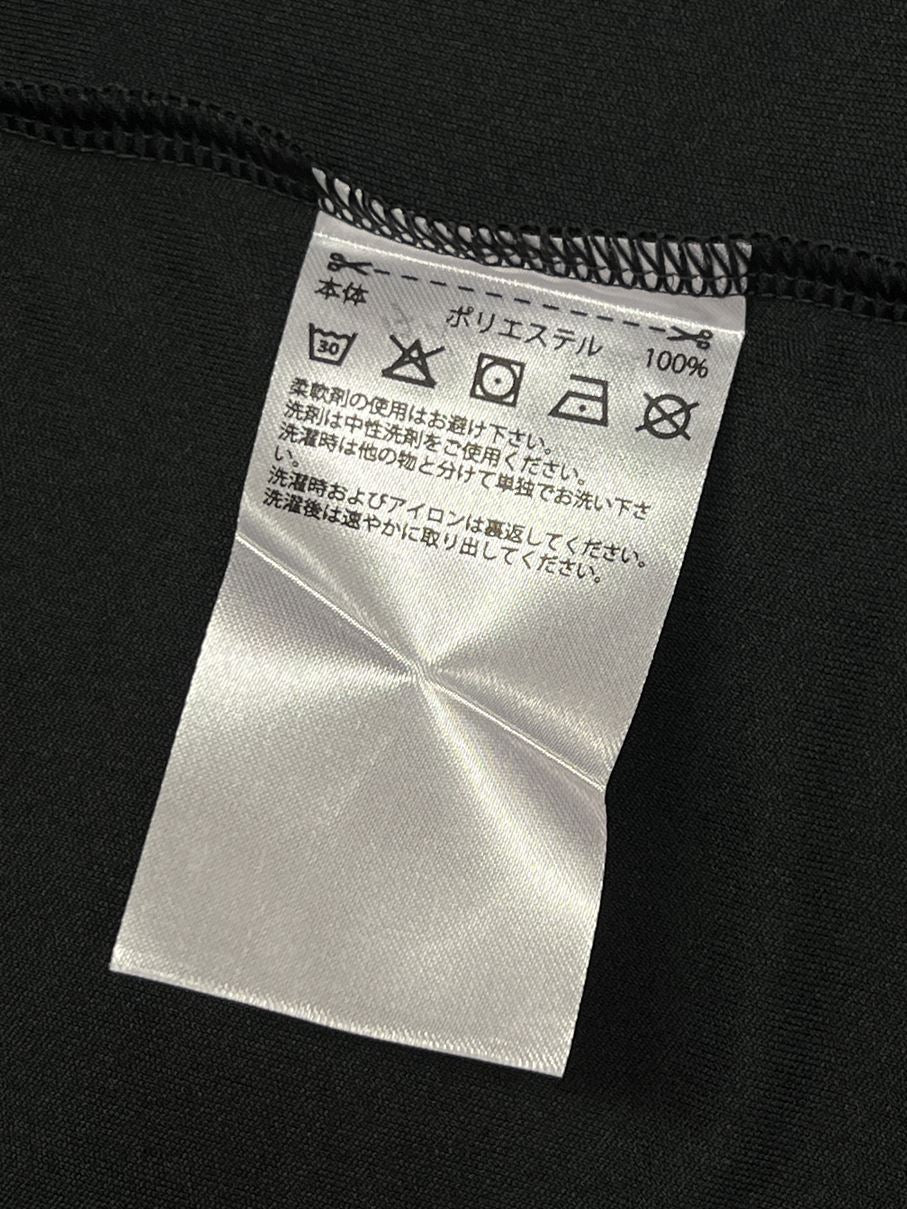 本体
ポリエステル 100%
30
柔軟剤の使用はお避け下さい。
洗剤は中性洗剤をご使用ください。
洗濯時は他の物と分けて単独でお洗い下さ
い。
洗濯時およびアイロンは裏返してください。
洗濯後は速やかに取り出してください。